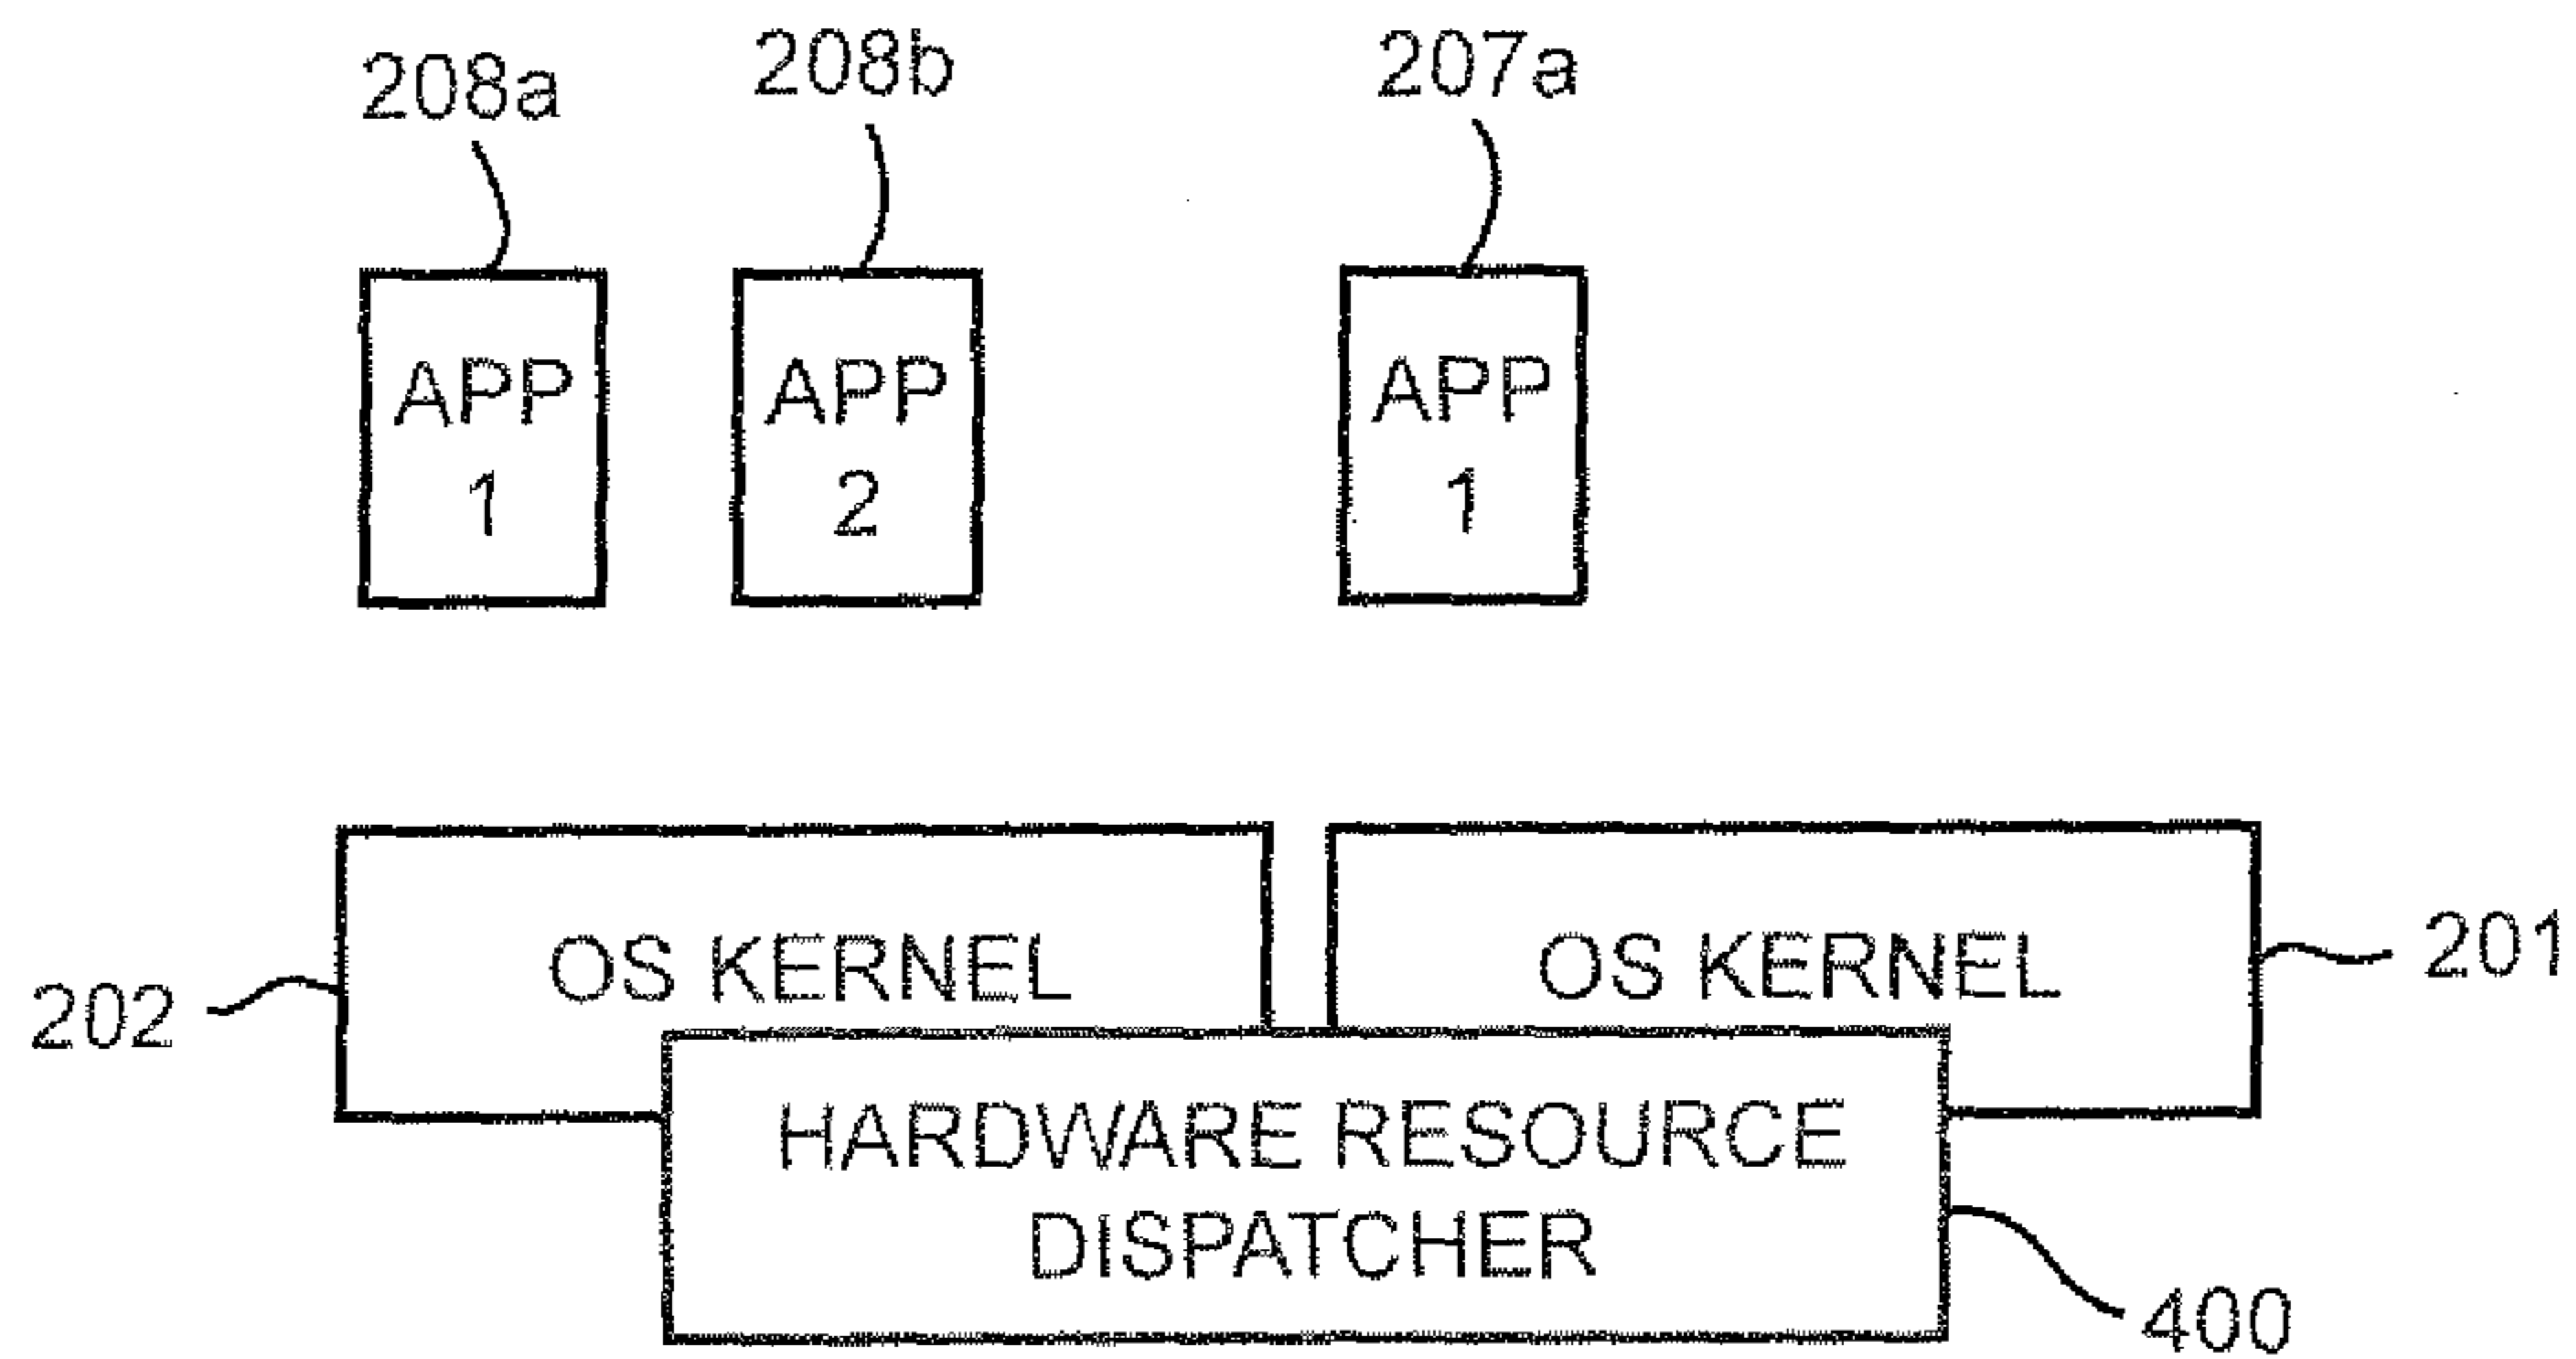 208a
208b
207a
APP
1
APP
2
APP
1
OS KERNEL
OS KERNEL
202
201
HARDWARE RESOURCE
DISPATCHER
400